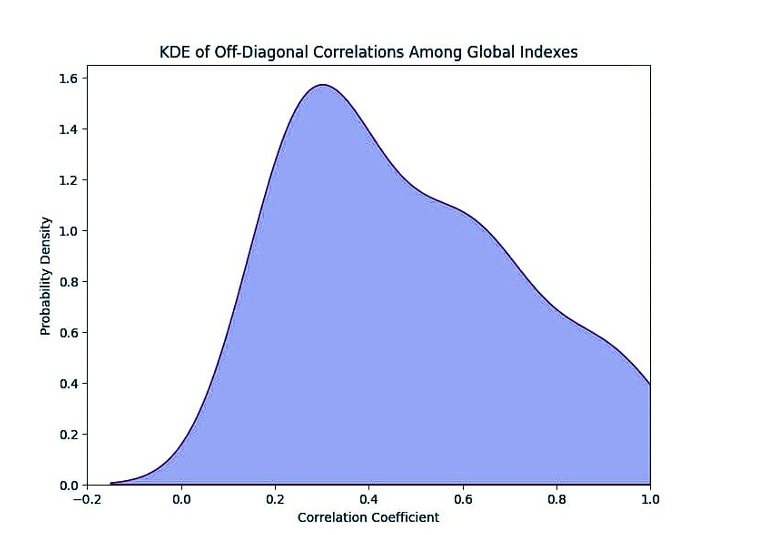 KDE of Off-Diagonal Correlations Among Global Indexes
1.6
1.4
1.2
1.0
0.8
0.6
0.4
0.2
0.0
Probability Density
−0.2 0.0 0.2 0.4 0.6 0.8 1.0
Correlation Coefficient